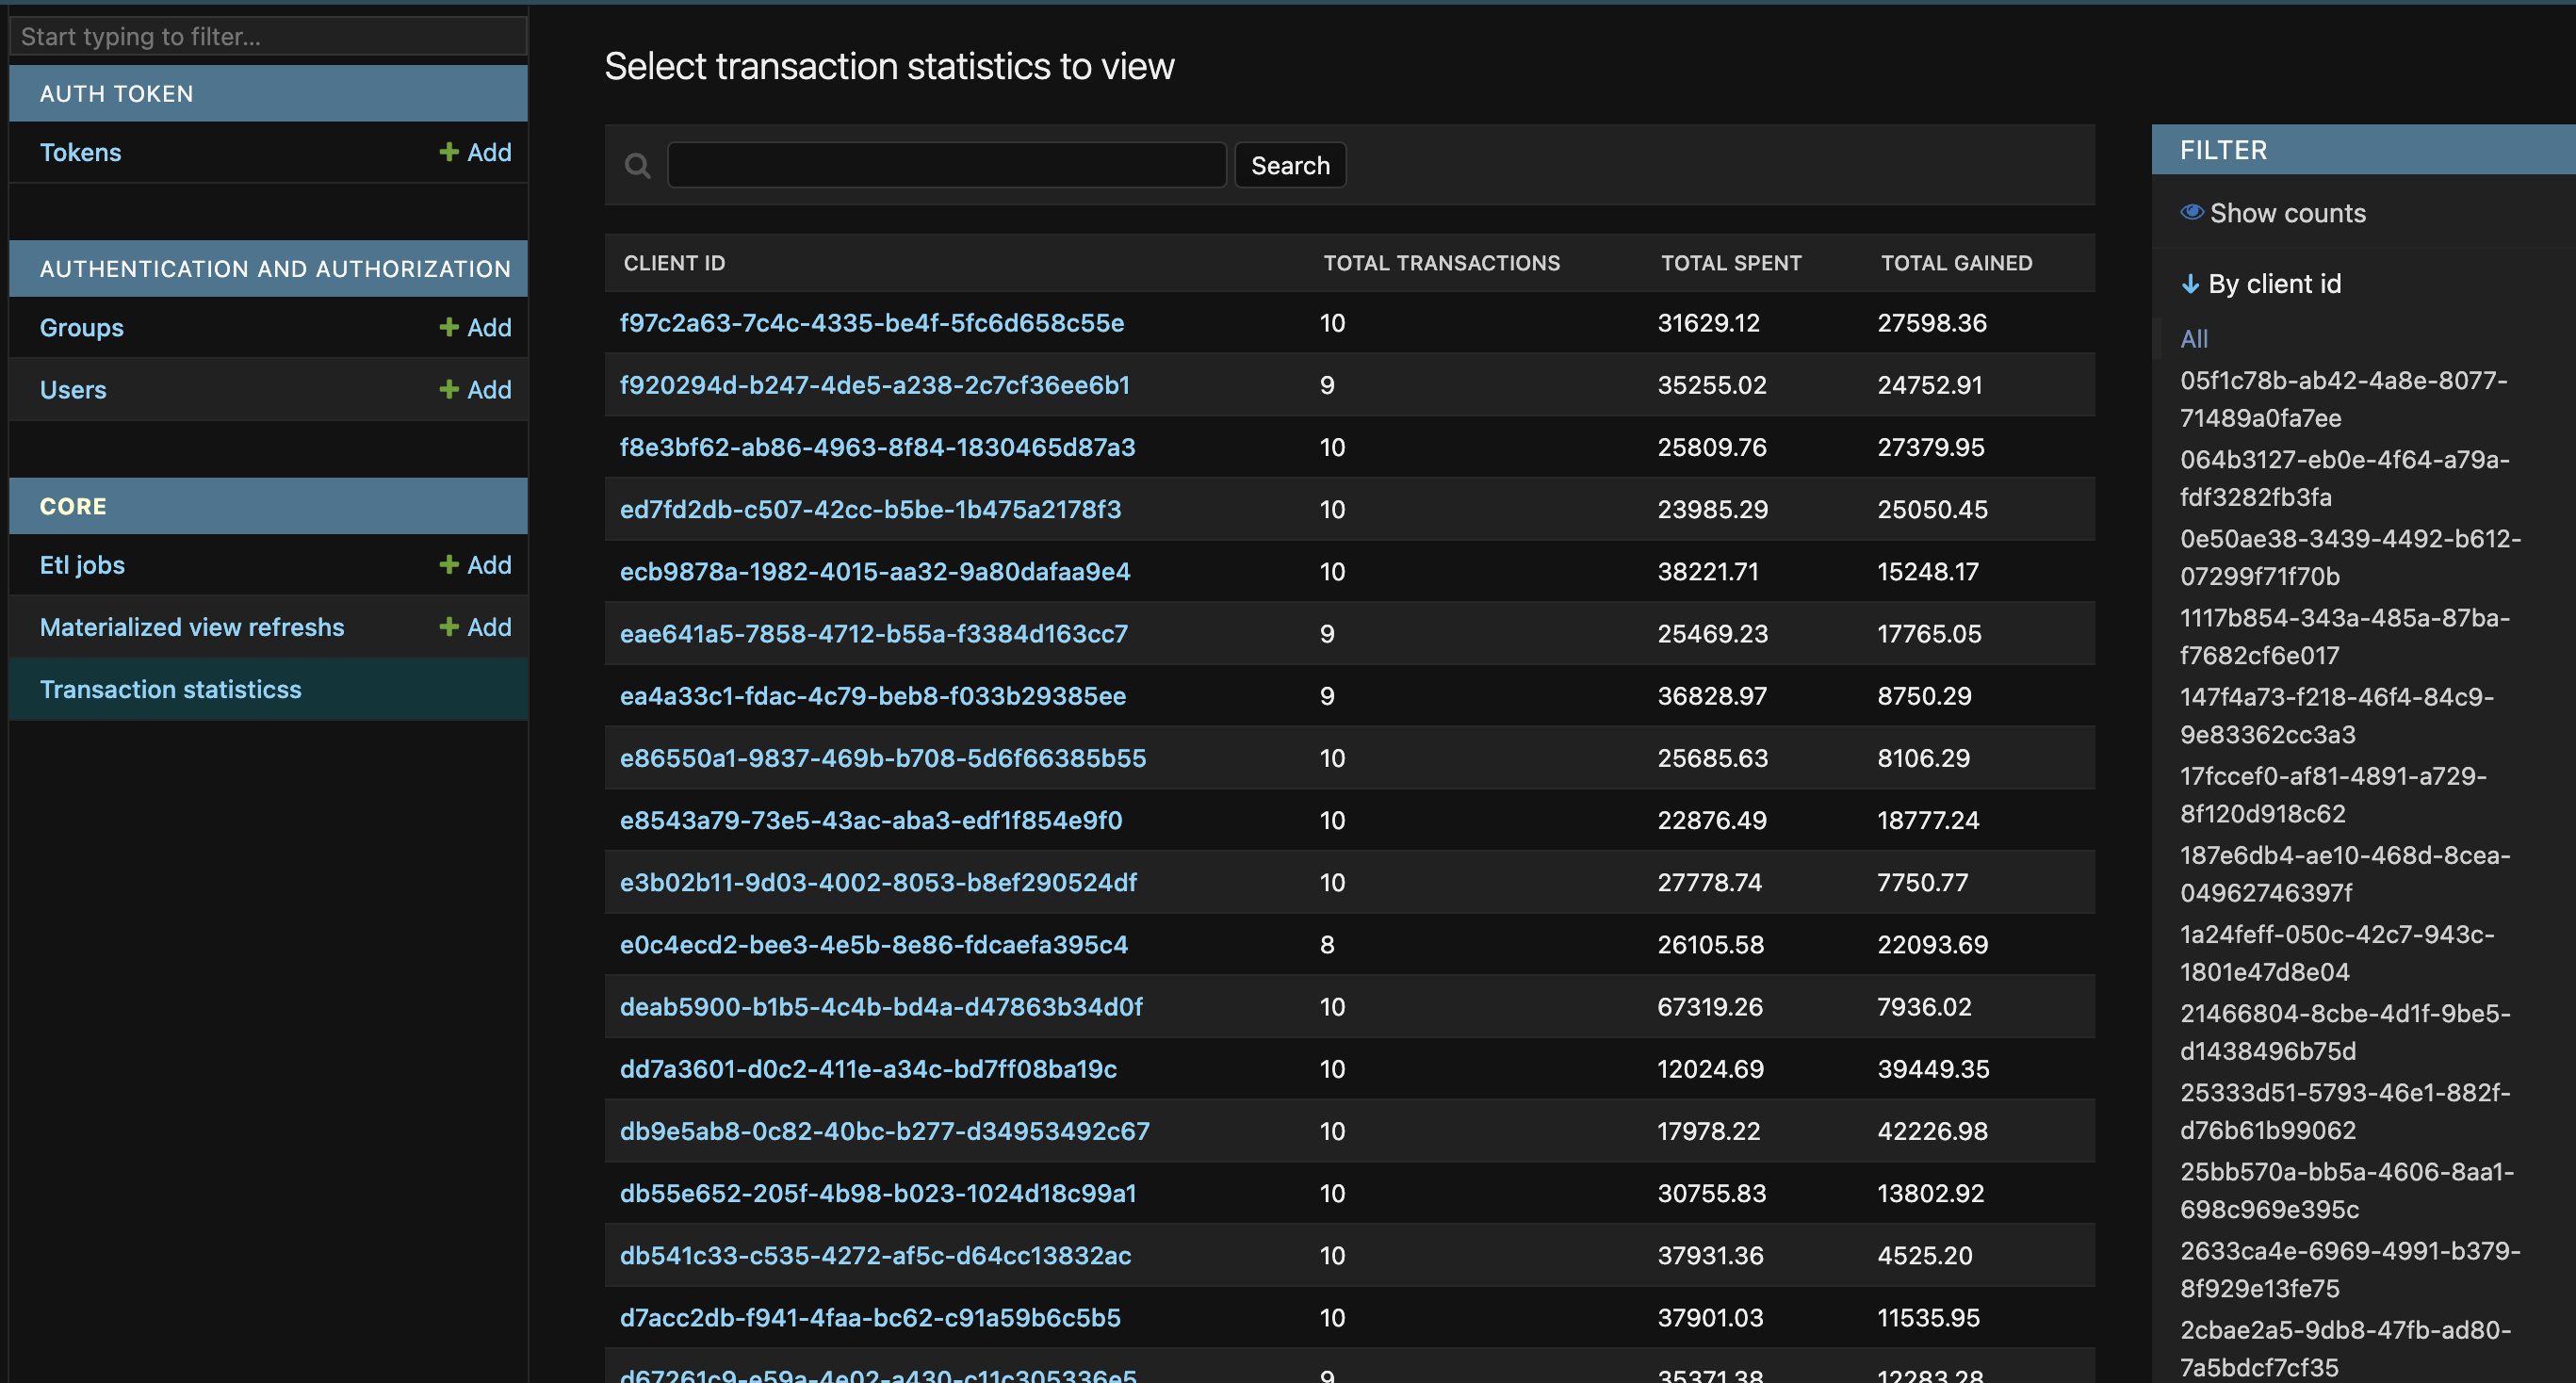 Start typing to filter...
AUTH TOKEN
Tokens + Add
AUTHENTICATION AND AUTHORIZATION
Groups + Add
Users + Add
CORE
Etl jobs + Add
Materialized view refreshs + Add
Transaction statisticss
Select transaction statistics to view
Search
CLIENT ID TOTAL TRANSACTIONS TOTAL SPENT TOTAL GAINED
f97c2a63-7c4c-4335-be4f-5fc6d658c55e 10 31629.12 27598.36
f920294d-b247-4de5-a238-2c7cf36ee6b1 9 35255.02 24752.91
f8e3bf62-ab86-4963-8f84-1830465d87a3 10 25809.76 27379.95
ed7fd2db-c507-42cc-b5be-1b475a2178f3 10 23985.29 25050.45
ecb9878a-1982-4015-aa32-9a80dafaa9e4 10 38221.71 15248.17
eae641a5-7858-4712-b55a-f3384d163cc7 9 25469.23 17765.05
ea4a33c1-fdac-4c79-beb8-f033b29385ee 9 36828.97 8750.29
e86550a1-9837-469b-b708-5d6f66385b55 10 25685.63 8106.29
e8543a79-73e5-43ac-aba3-edf1f854e9f0 10 22876.49 18777.24
e3b02b11-9d03-4002-8053-b8ef290524df 10 27778.74 7750.77
e0c4ecd2-bee3-4e5b-8e86-fdcaefa395c4 8 26105.58 22093.69
deab5900-b1b5-4c4b-bd4a-d47863b34d0f 10 67319.26 7936.02
dd7a3601-d0c2-411e-a34c-bd7ff08ba19c 10 12024.69 39449.35
db9e5ab8-0c82-40bc-b277-d34953492c67 10 17978.22 42226.98
db55e652-205f-4b98-b023-1024d18c99a1 10 30755.83 13802.92
db541c33-c535-4272-af5c-d64cc13832ac 10 37931.36 4525.20
d7acc2db-f941-4faa-bc62-c91a59b6c5b5 10 37901.03 11535.95
d67261c9-e59a-4e02-a430-c11c305336e5 9 35371.38 12283.28
FILTER
Show counts
↓ By client id
All
05f1c78b-ab42-4a8e-8077-
71489a0fa7ee
064b3127-eb0e-4f64-a79a-
fdf3282fb3fa
0e50ae38-3439-4492-b612-
07299f71f70b
1117b854-343a-485a-87ba-
f7682cf6e017
147f4a73-f218-46f4-84c9-
9e83362cc3a3
17fccef0-af81-4891-a729-
8f120d918c62
187e6db4-ae10-468d-8cea-
04962746397f
1a24feff-050c-42c7-943c-
1801e47d8e04
21466804-8cbe-4d1f-9be5-
d1438496b75d
25333d51-5793-46e1-882f-
d76b61b99062
25bb570a-bb5a-4606-8aa1-
698c969e395c
2633ca4e-6969-4991-b379-
8f929e13fe75
2cbae2a5-9db8-47fb-ad80-
7a5bdcf7cf35